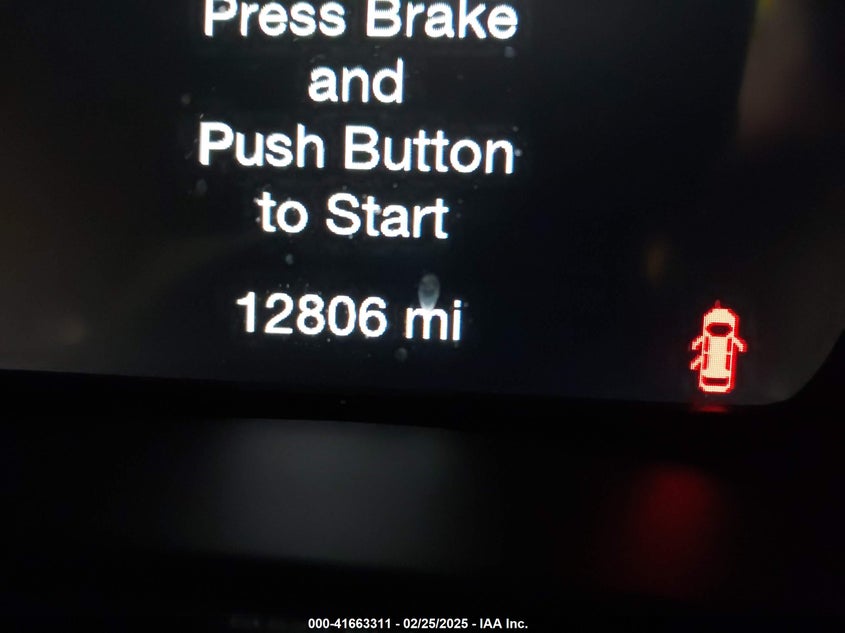 Press Brake
and
Push Button
to Start
12806 mi
000-41663311 - 02/25/2025 - IAA Inc.